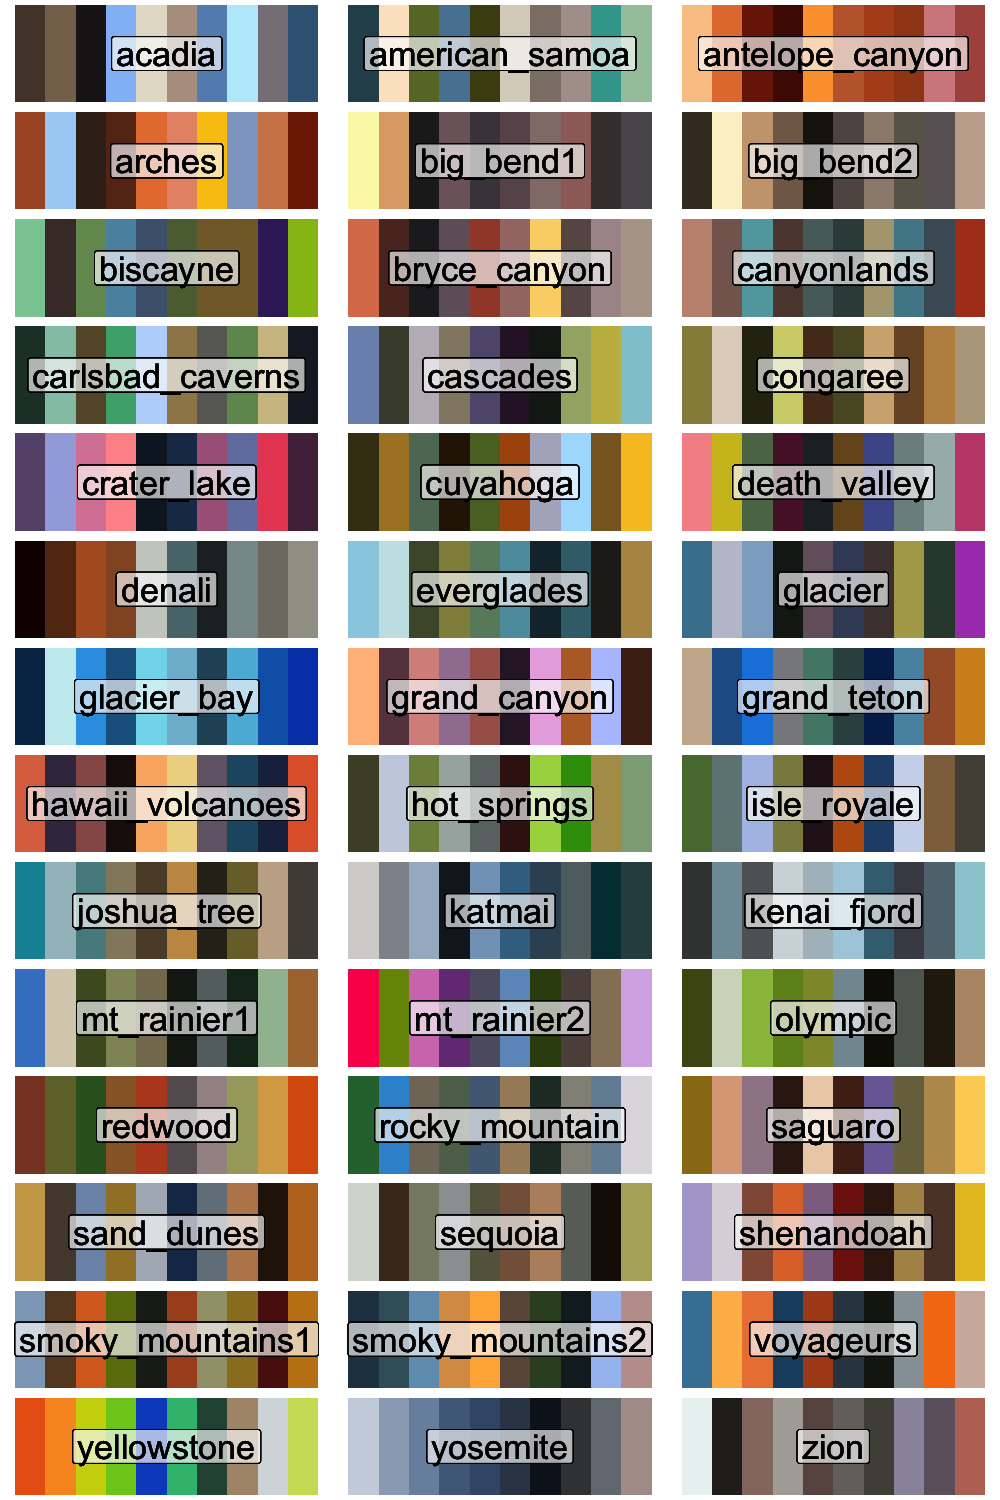 acadia
american_samoa
antelope_canyon
arches
big_bend1
big_bend2
biscayne
bryce_canyon
canyonlands
carlsbad_caverns
cascades
congaree
crater_lake
cuyahoga
death_valley
denali
everglades
glacier
glacier_bay
grand_canyon
grand_teton
hawaii_volcanoes
hot_springs
isle_royale
joshua_tree
katmai
kenai_fjord
mt_rainier1
mt_rainier2
olympic
redwood
rocky_mountain
saguaro
sand_dunes
sequoia
shenandoah
smoky_mountains1
smoky_mountains2
voyageurs
yellowstone
yosemite
zion